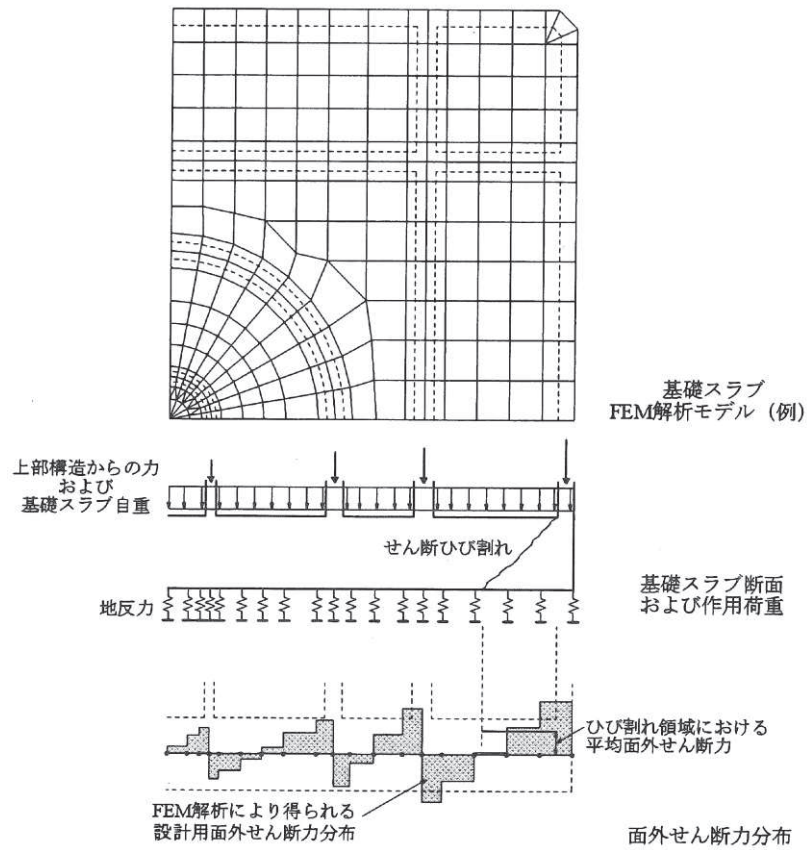 基礎スラブ
FEM解析モデル（例）
上部構造からの力
および
基礎スラブ自重
せん断ひび割れ
地反力
基礎スラブ断面
および作用荷重
ひび割れ領域における
平均面外せん断力
FEM解析により得られる
設計用面外せん断力分布
面外せん断力分布